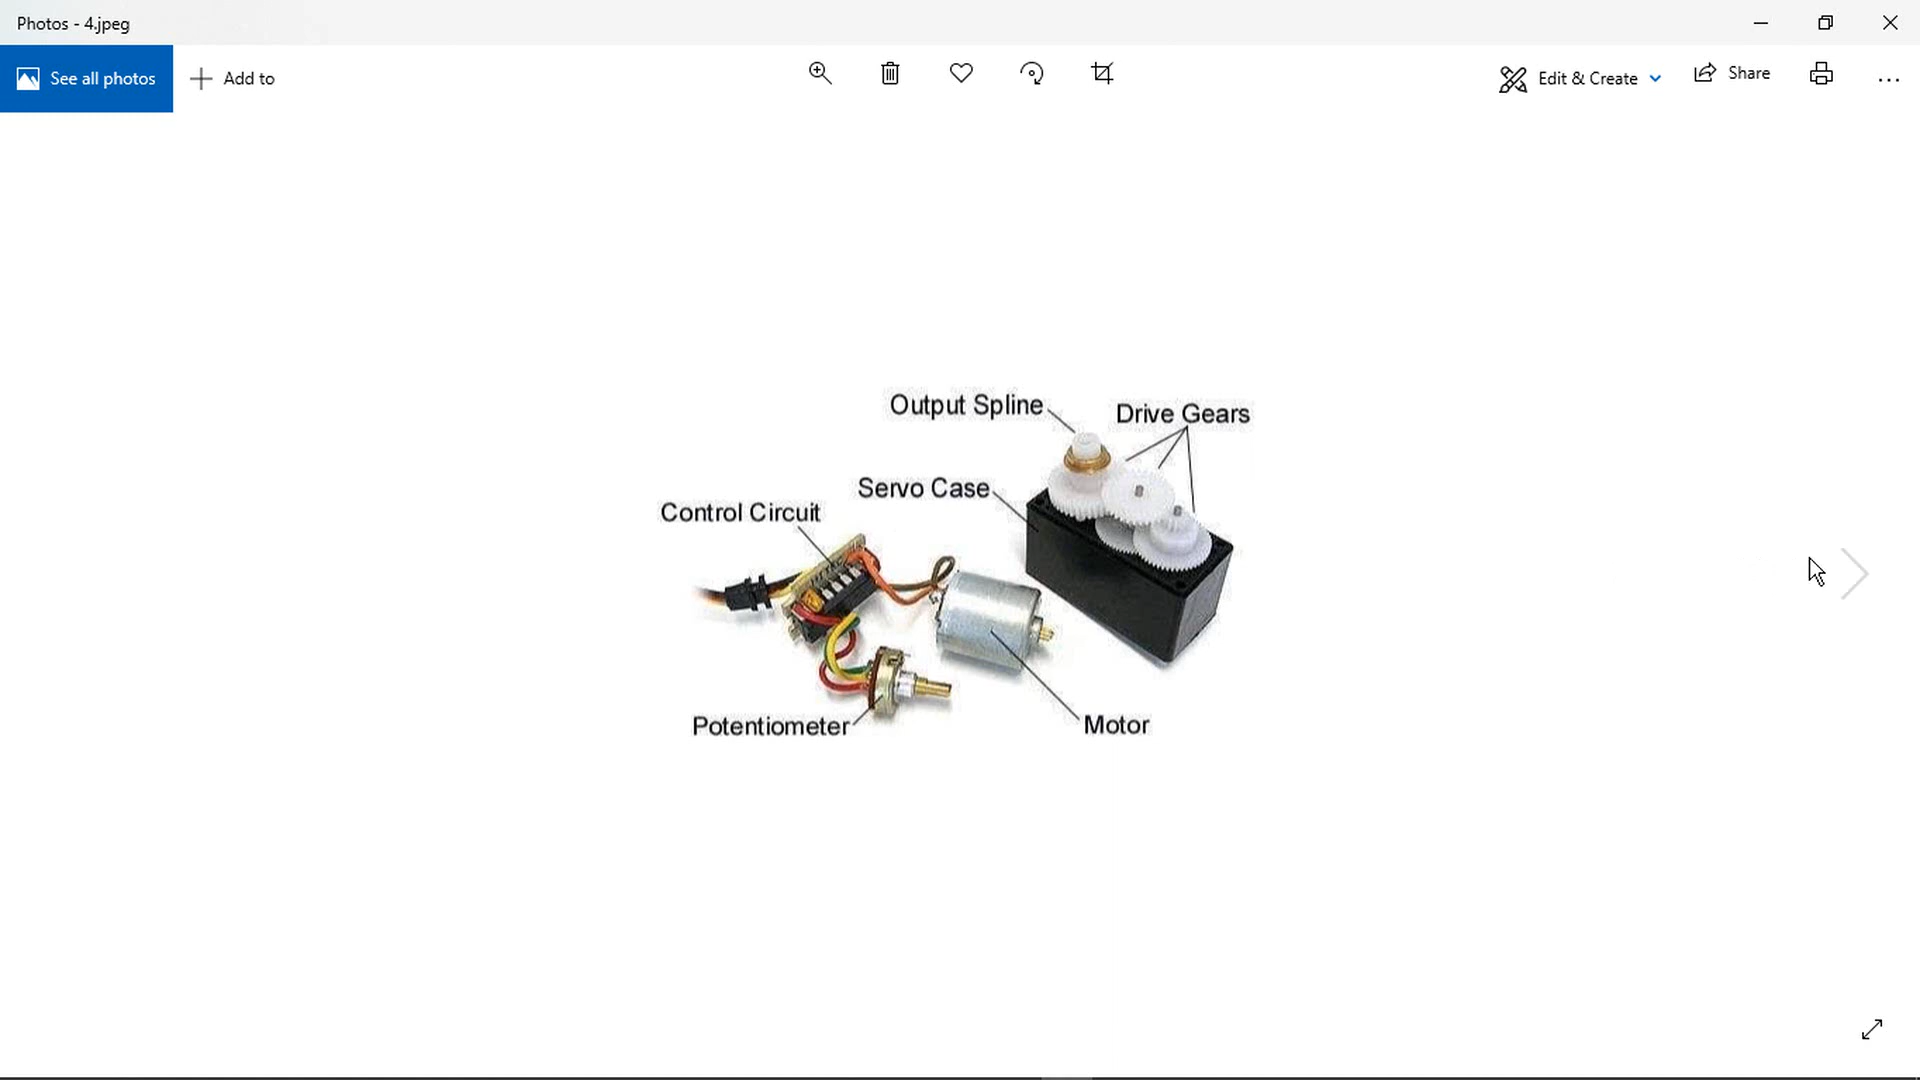 Photos - 4.jpeg
See all photos
Add to
Edit & Create
Share
Output Spline
Drive Gears
Servo Case
Control Circuit
Potentiometer
Motor